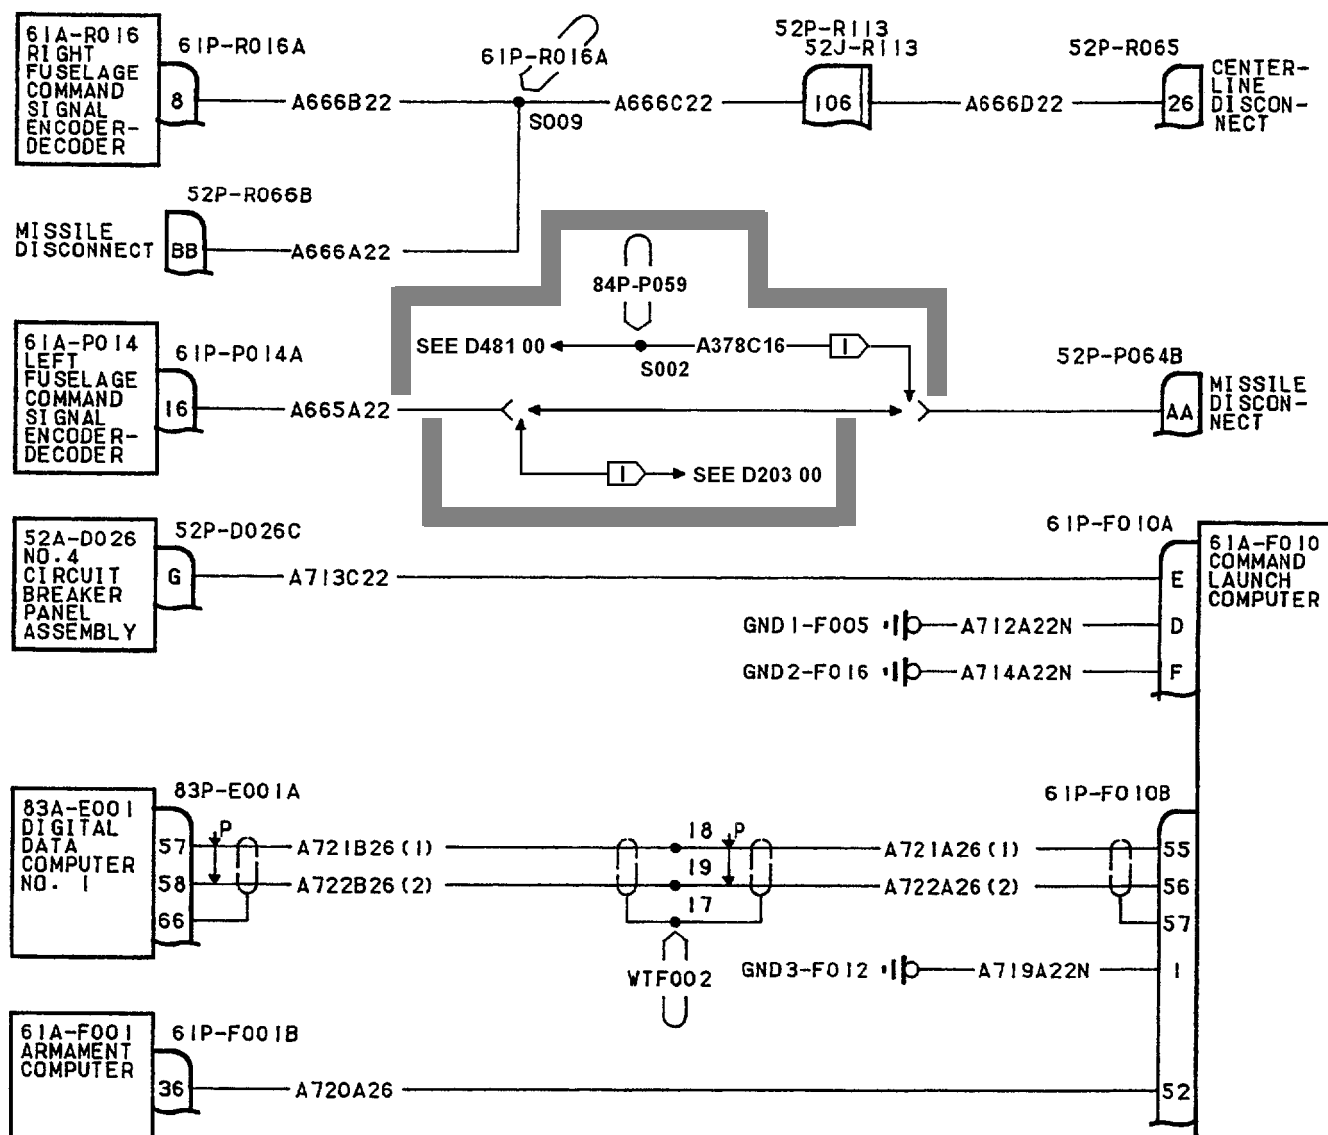 61A-R016
RIGHT
FUSELAGE
COMMAND
SIGNAL
ENCODER-
DECODER
61P-R016A
8
A666B22
61P-R016A
S009
A666C22
52P-R113
52J-R113
106
A666D22
52P-R065
26
CENTER-
LINE
DISCON-
NECT
52P-R066B
MISSILE
DISCONNECT
BB
A666A22
84P-P059
SEE D481 00
A378C16
1
S002
61A-P014
LEFT
FUSELAGE
COMMAND
SIGNAL
ENCODER-
DECODER
61P-P014A
16
A665A22
52P-P064B
AA
MISSILE
DISCON-
NECT
1
SEE D203 00
52A-D026
NO.4
CIRCUIT
BREAKER
PANEL
ASSEMBLY
52P-D026C
G
A713C22
61P-F010A
E
61A-F010
COMMAND
LAUNCH
COMPUTER
GND1-F005
A712A22N
D
GND2-F016
A714A22N
F
83A-E001
DIGITAL
DATA
COMPUTER
NO. 1
83P-E001A
57
P
A721B26(1)
18
P
A721A26(1)
61P-F010B
55
58
A722B26(2)
19
A722A26(2)
56
66
17
57
WTF002
GND3-F012
A719A22N
1
61A-F001
ARMAMENT
COMPUTER
61P-F001B
36
A720A26
52